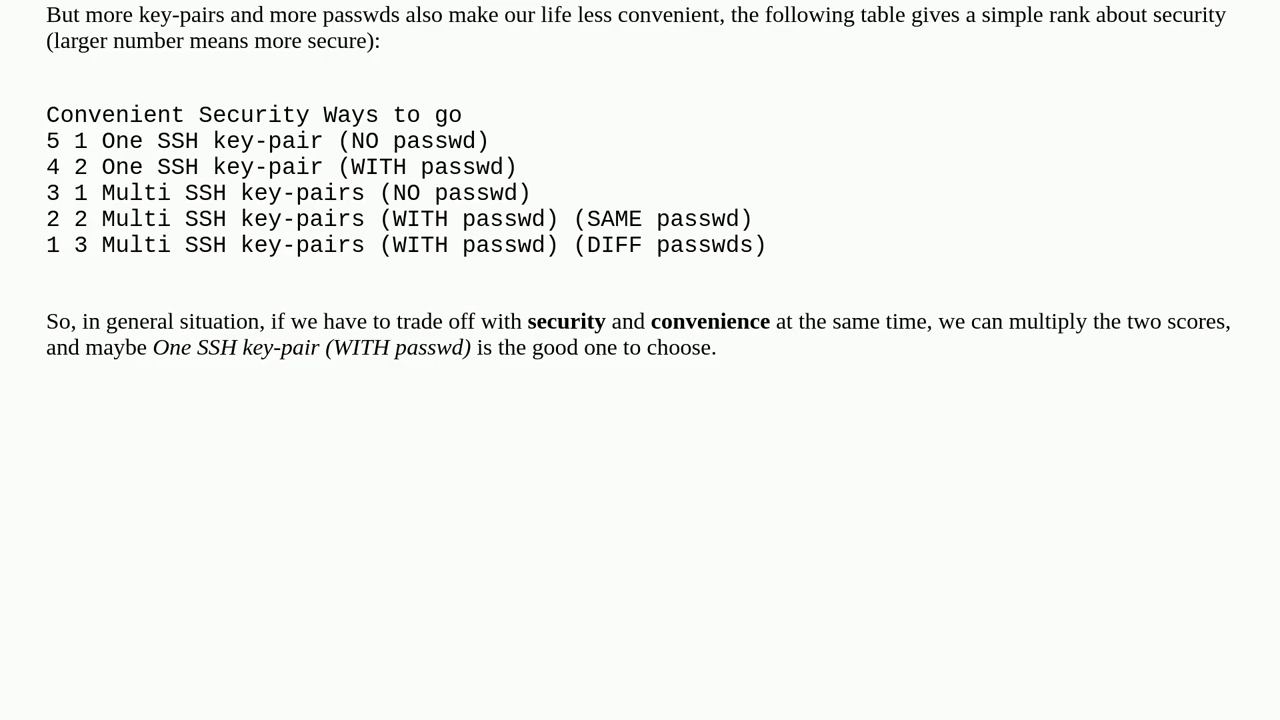 But more key-pairs and more passwds also make our life less convenient, the following table gives a simple rank about security
(larger number means more secure):
Convenient Security Ways to go
5 1 One SSH key-pair (NO passwd)
4 2 One SSH key-pair (WITH passwd)
3 1 Multi SSH key-pairs (NO passwd)
2 2 Multi SSH key-pairs (WITH passwd) (SAME passwd)
1 3 Multi SSH key-pairs (WITH passwd) (DIFF passwds)
So, in general situation, if we have to trade off with security and convenience at the same time, we can multiply the two scores,
and maybe One SSH key-pair (WITH passwd) is the good one to choose.